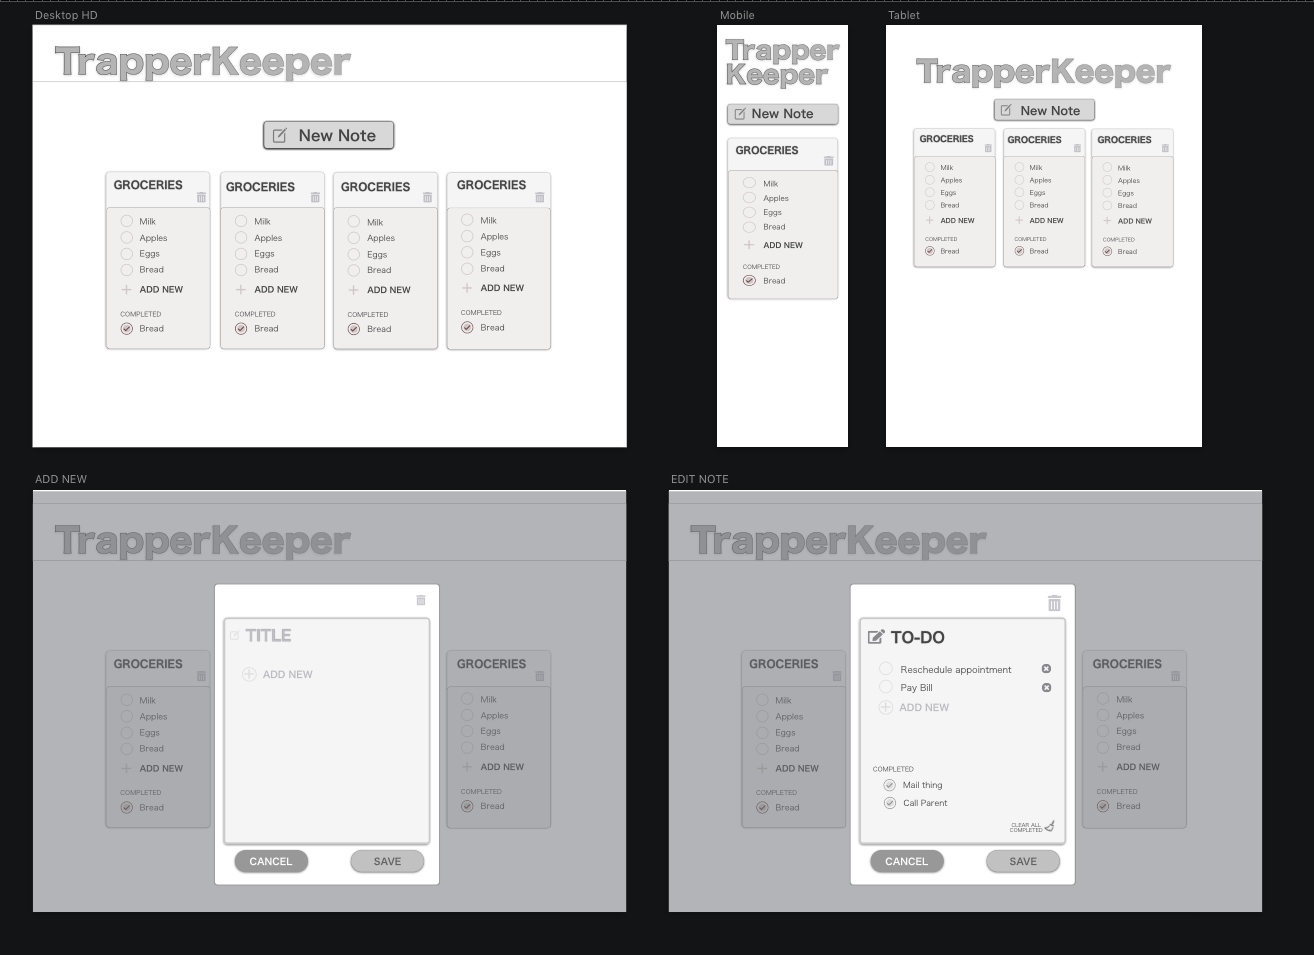 Desktop HD
TrapperKeeper
New Note
GROCERIES
Milk
Apples
Eggs
Bread
ADD NEW
COMPLETED
Bread
GROCERIES
Milk
Apples
Eggs
Bread
ADD NEW
COMPLETED
Bread
GROCERIES
Milk
Apples
Eggs
Bread
ADD NEW
COMPLETED
Bread
GROCERIES
Milk
Apples
Eggs
Bread
ADD NEW
COMPLETED
Bread
Mobile
Trapper
Keeper
New Note
GROCERIES
Milk
Apples
Eggs
Bread
ADD NEW
COMPLETED
Bread
Tablet
TrapperKeeper
New Note
GROCERIES
Milk
Apples
Eggs
Bread
ADD NEW
COMPLETED
Bread
GROCERIES
Milk
Apples
Eggs
Bread
ADD NEW
COMPLETED
Bread
GROCERIES
Milk
Apples
Eggs
Bread
ADD NEW
COMPLETED
Bread
ADD NEW
TrapperKeeper
GROCERIES
Milk
Apples
Eggs
Bread
ADD NEW
COMPLETED
Bread
TITLE
ADD NEW
CANCEL
SAVE
GROCERIES
Milk
Apples
Eggs
Bread
ADD NEW
COMPLETED
Bread
EDIT NOTE
TrapperKeeper
GROCERIES
Milk
Apples
Eggs
Bread
ADD NEW
COMPLETED
Bread
TO-DO
Reschedule appointment
Pay Bill
ADD NEW
COMPLETED
Mail thing
Call Parent
CLEAR ALL
COMPLETED
CANCEL
SAVE
GROCERIES
Milk
Apples
Eggs
Bread
ADD NEW
COMPLETED
Bread